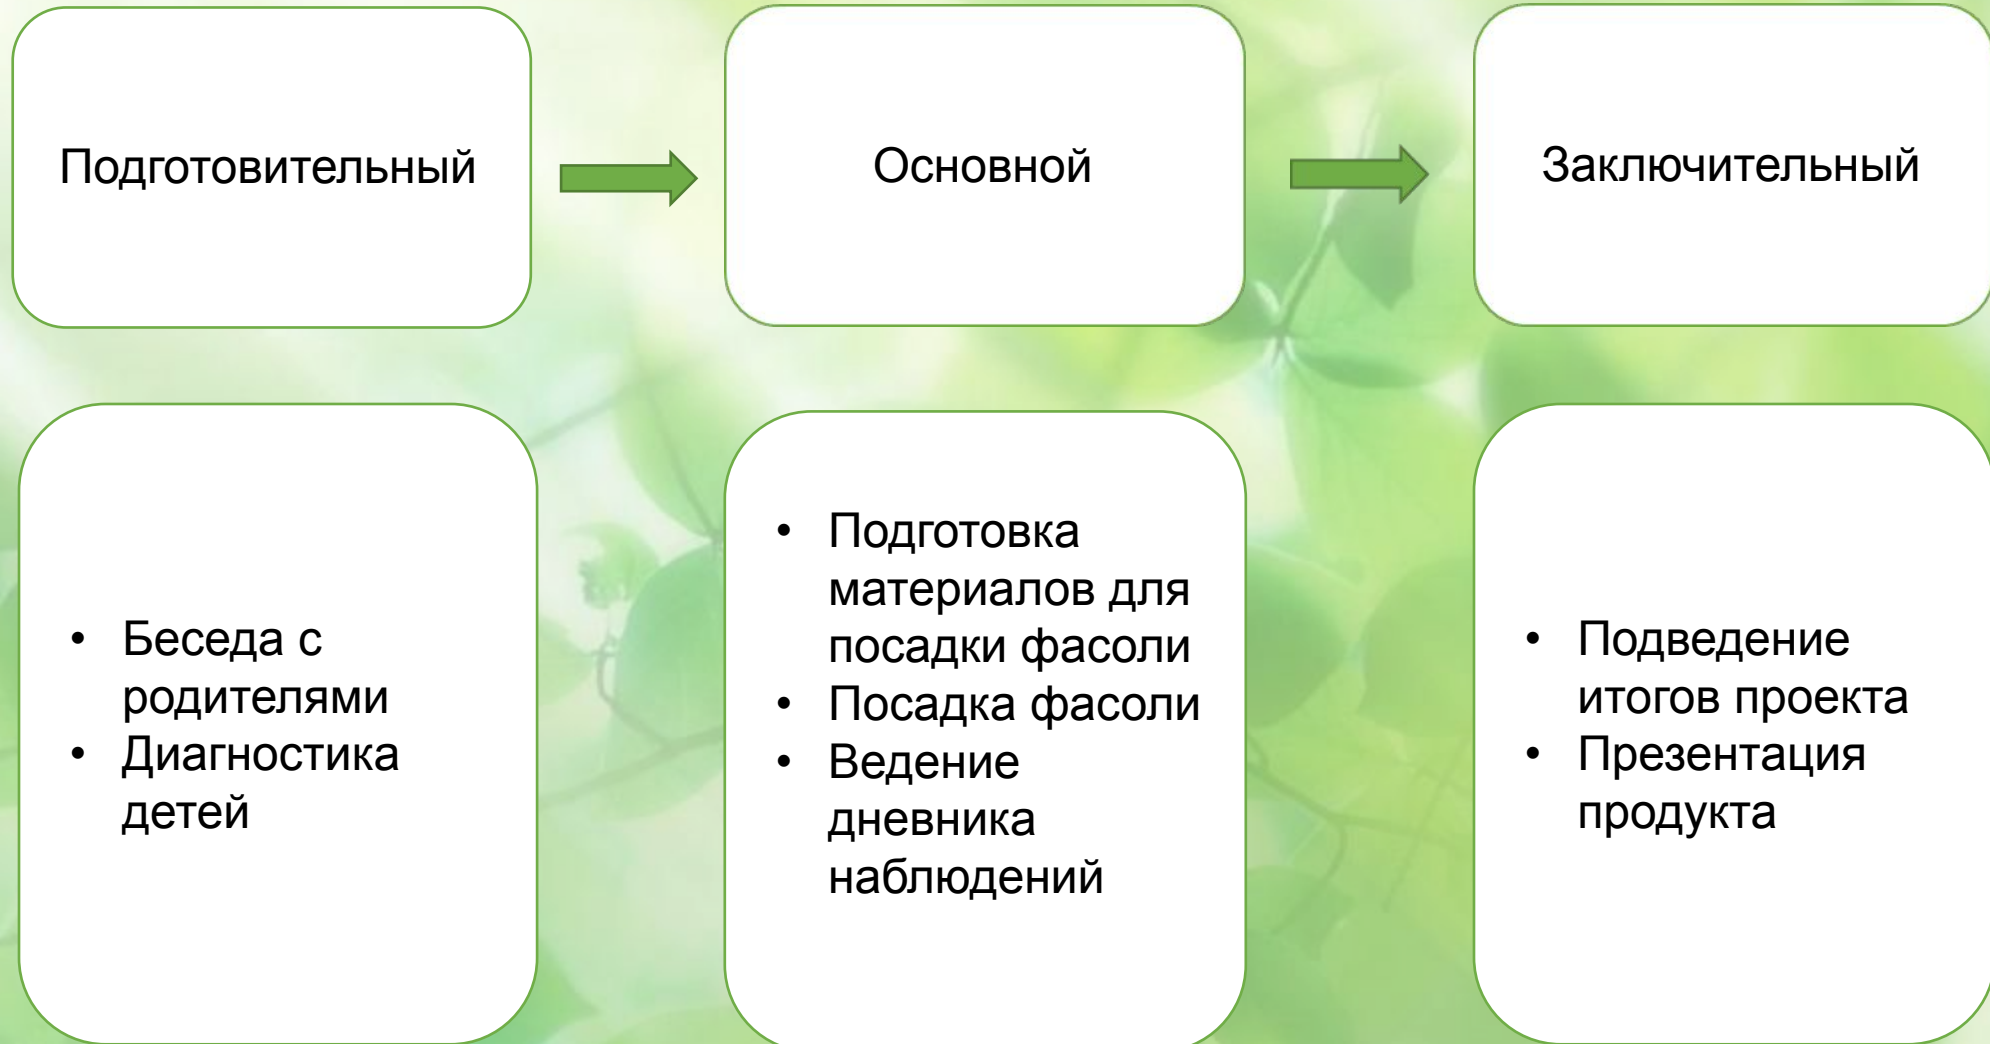 Подготовительный
Основной
Заключительный
• Беседа с
родителями
• Диагностика
детей
• Подготовка
материалов для
посадки фасоли
• Посадка фасоли
• Ведение
дневника
наблюдений
• Подведение
итогов проекта
• Презентация
продукта